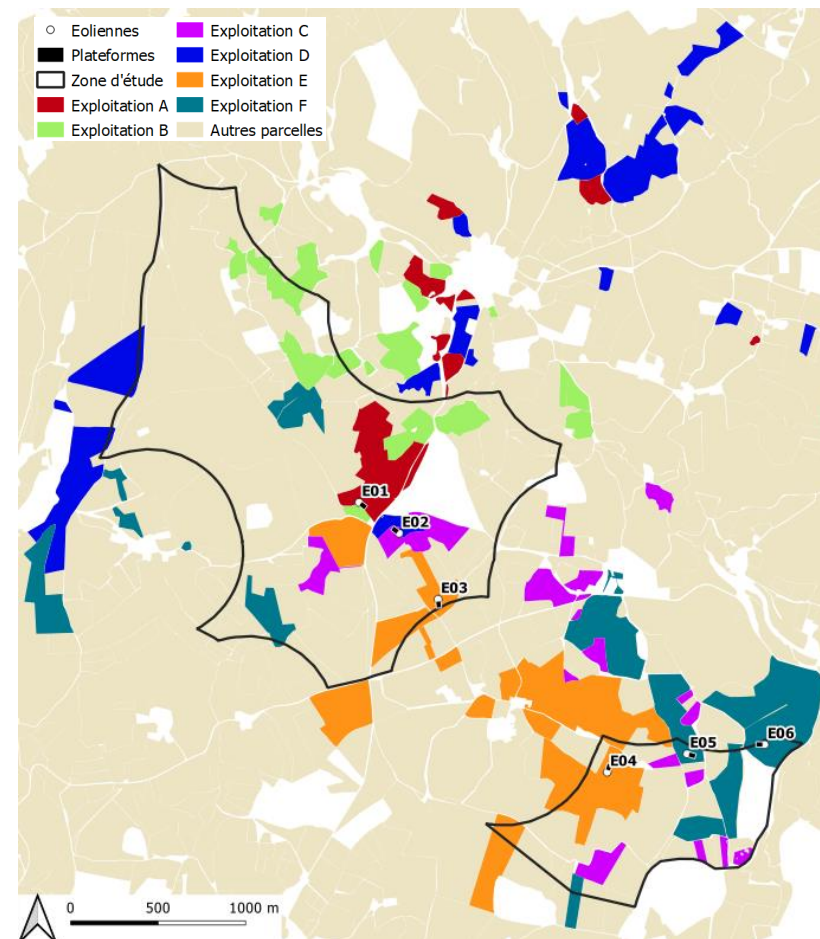 Eoliennes
Plateformes
Zone d'étude
Exploitation A
Exploitation B
Exploitation C
Exploitation D
Exploitation E
Exploitation F
Autres parcelles
E01
E02
E03
E06
E05
E04
0 500 1000 m